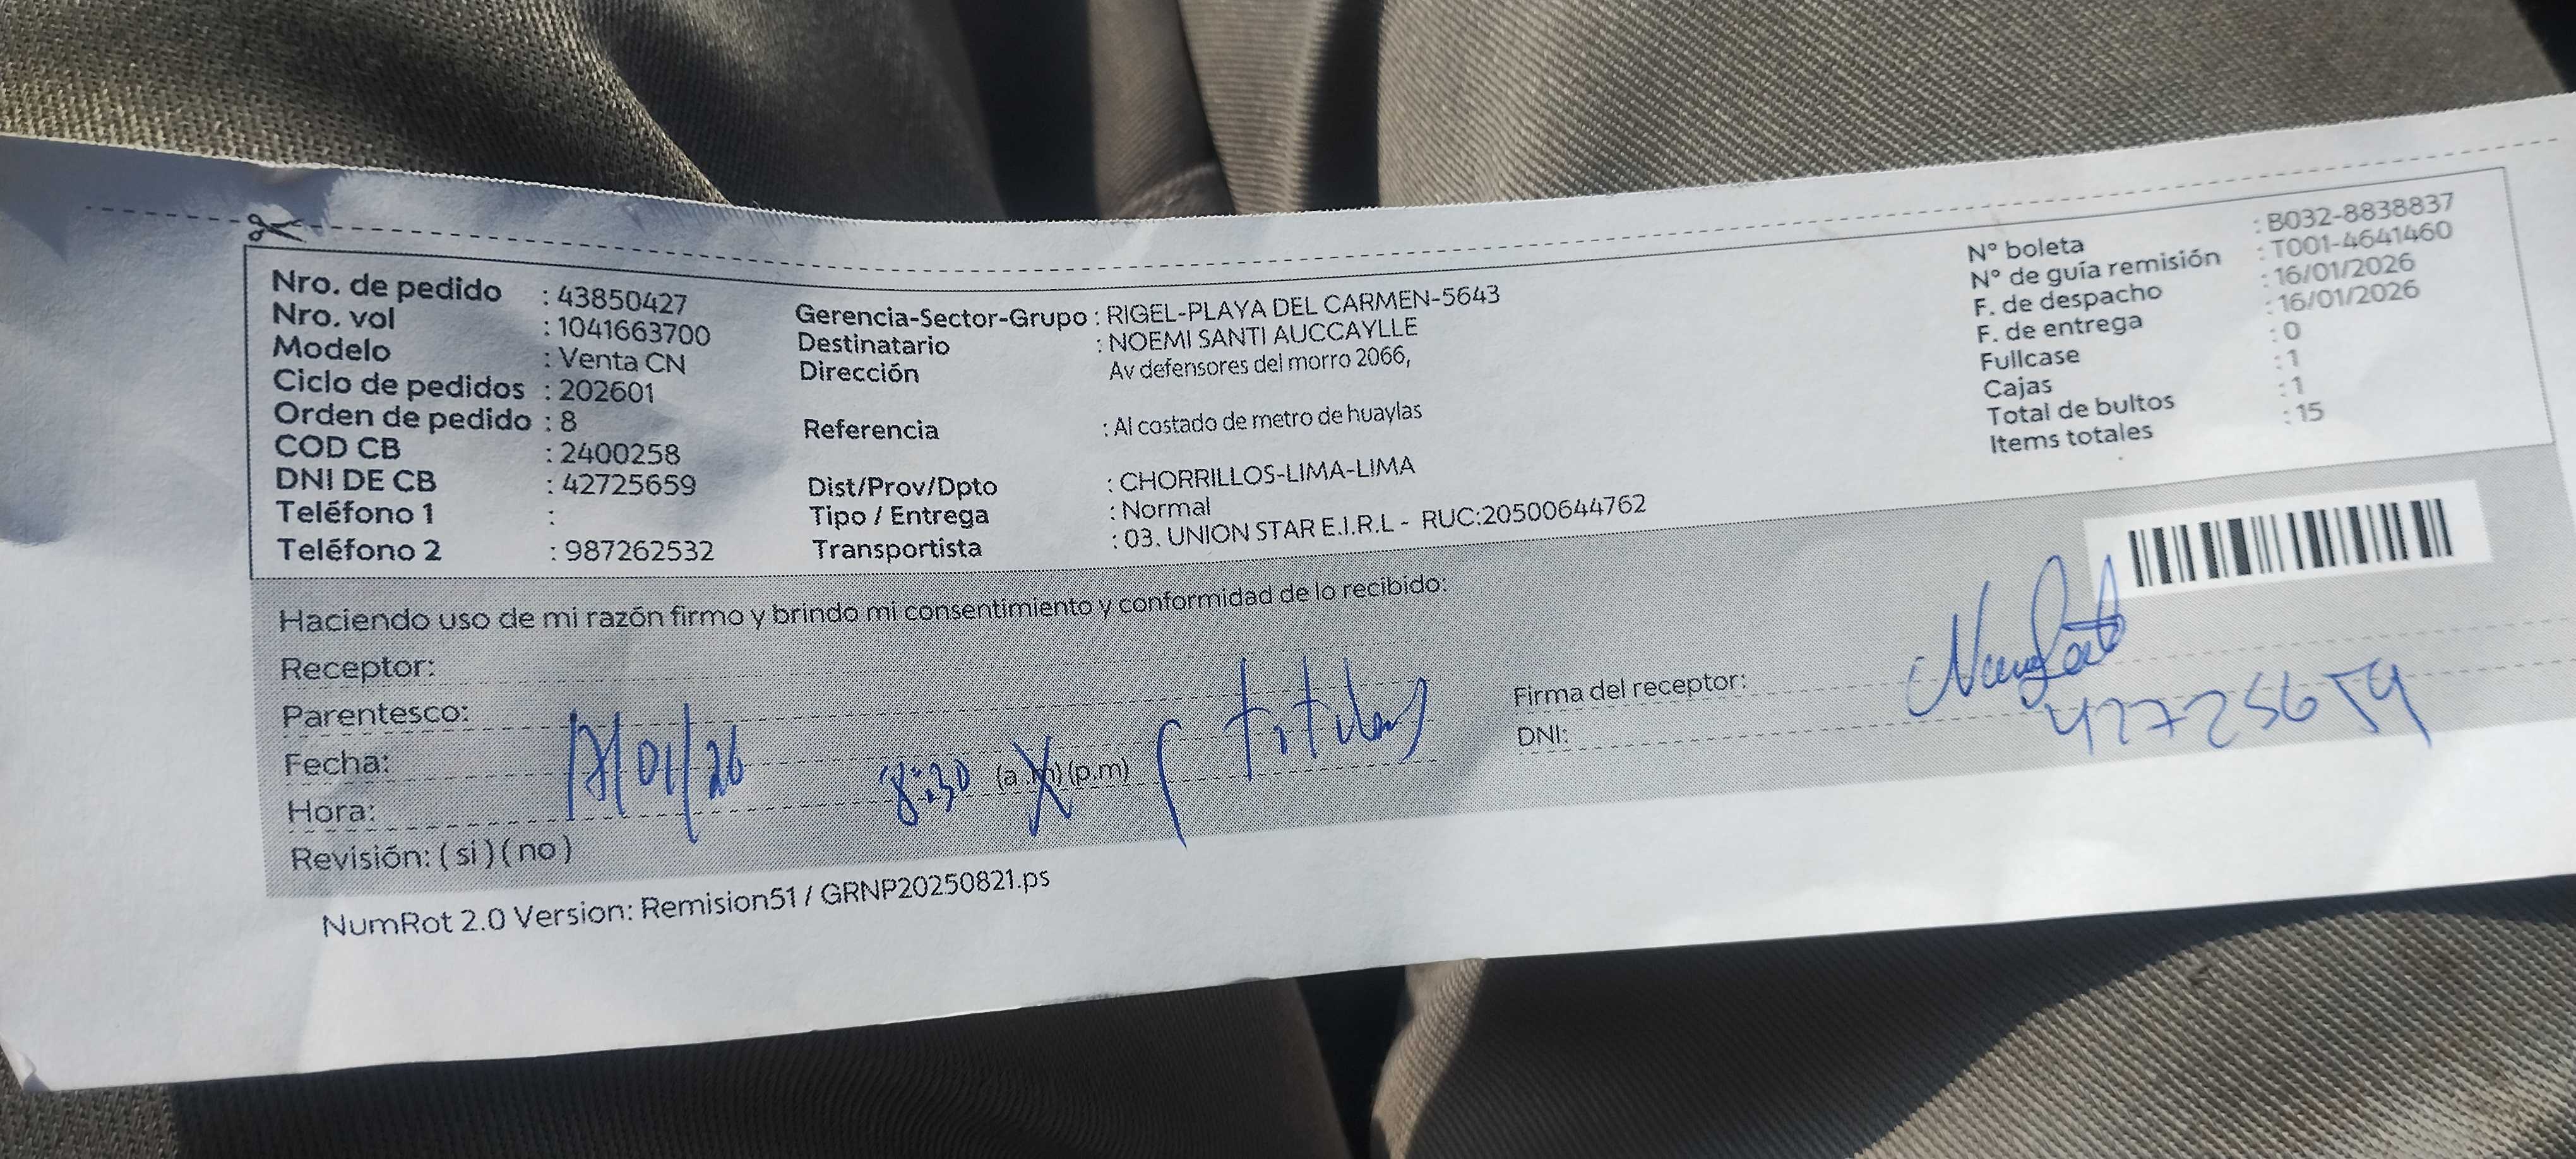 Nro. de pedido : 43850427
Nro. vol : 1041663700
Modelo : Venta CN
Ciclo de pedidos : 202601
Orden de pedido : 8
COD CB : 2400258
DNI DE CB : 42725659
Teléfono 1 :
Teléfono 2 : 987262532
Gerencia-Sector-Grupo : RIGEL-PLAYA DEL CARMEN-5643
Destinatario : NOEMI SANTI AUCCAYLLE
Dirección Av defensores del morro 2066,
Referencia : Al costado de metro de huaylas
Dist/Prov/Dpto : CHORRILLOS-LIMA-LIMA
Tipo / Entrega : Normal
Transportista : 03. UNION STAR E.I.R.L - RUC:20500644762
N° boleta : B032-8838837
N° de guía remisión : T001-4641460
F. de despacho : 16/01/2026
F. de entrega : 16/01/2026
Fullcase : 0
Cajas : 1
Total de bultos : 1
Items totales : 15
Haciendo uso de mi razón firmo y brindo mi consentimiento y conformidad de lo recibido:
Receptor:
Parentesco: titular
Fecha: 17/01/26
Hora: 8:30 (a.m) (p.m)
Revisión: ( si ) ( no )
Firma del receptor:
DNI: 42725659
NumRot 2.0 Version: Remision51 / GRNP20250821.ps